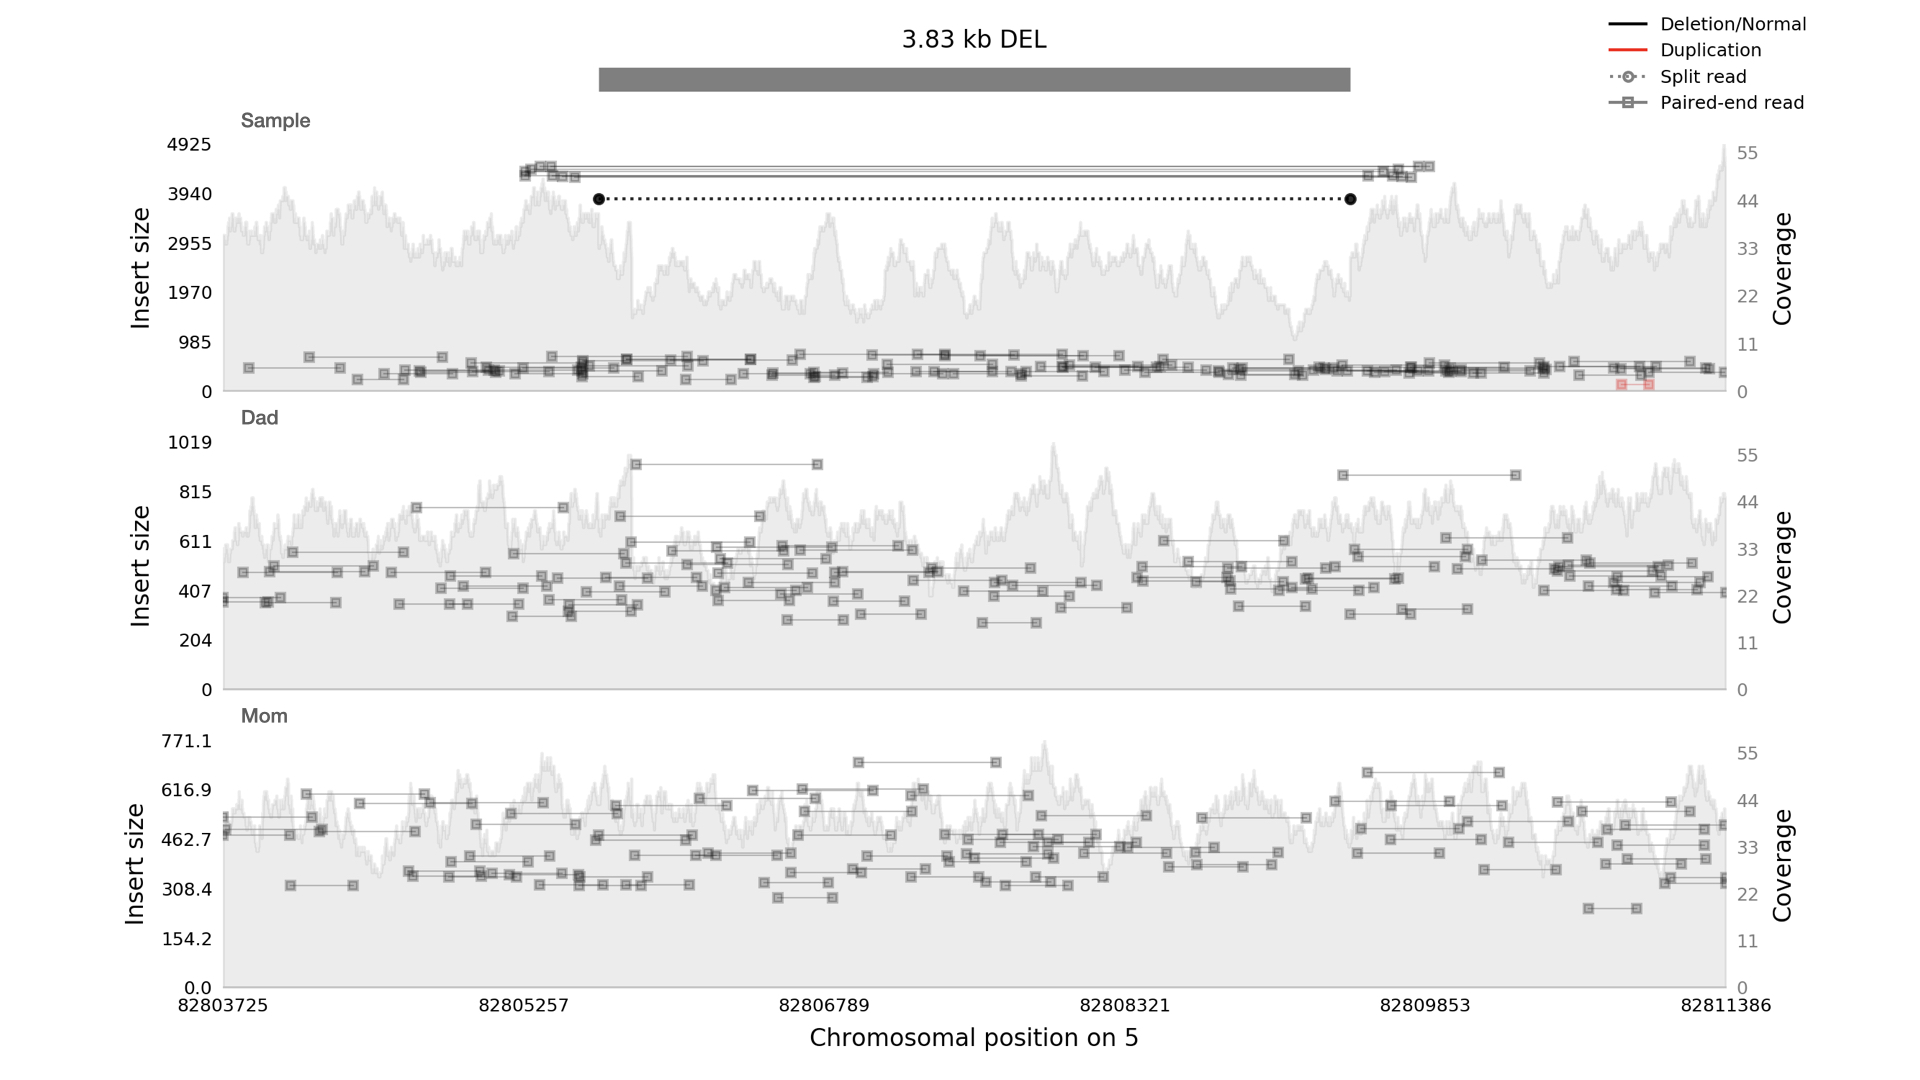 3.83 kb DEL
Deletion/Normal
Duplication
Split read
Paired-end read
Sample
4925
3940
2955
1970
985
0
Insert size
55
44
33
22
11
0
Coverage
Dad
1019
815
611
407
204
0
Insert size
55
44
33
22
11
0
Coverage
Mom
771.1
616.9
462.7
308.4
154.2
0.0
Insert size
55
44
33
22
11
0
Coverage
82803725 82805257 82806789 82808321 82809853 82811386
Chromosomal position on 5